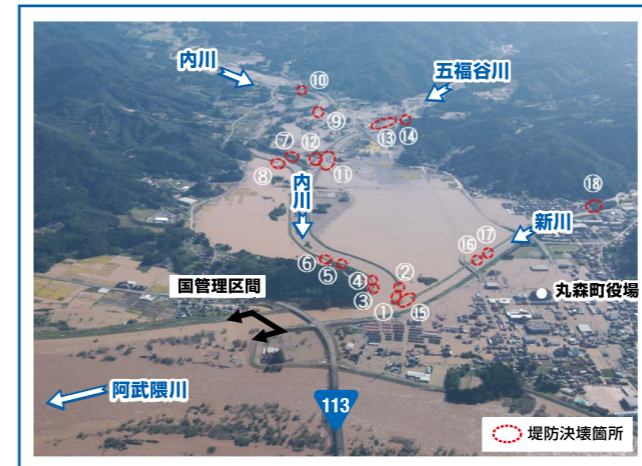 内川
五福谷川
⑩
⑨
⑬
⑭
⑦
⑫
⑧
⑪
内川
⑱
新川
⑯
⑰
⑥
⑤
④
③
②
①
⑮
国管理区間
丸森町役場
阿武隈川
113
堤防決壊箇所